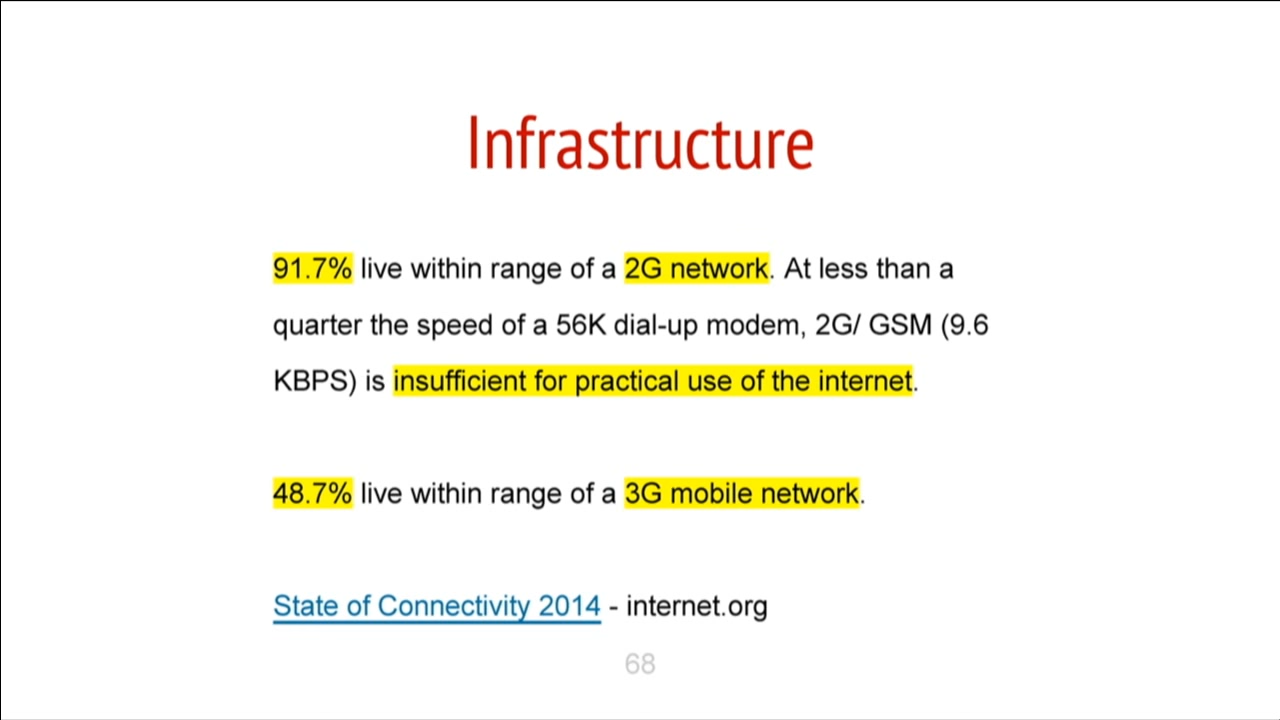 Infrastructure
91.7% live within range of a 2G network. At less than a
quarter the speed of a 56K dial-up modem, 2G/ GSM (9.6
KBPS) is insufficient for practical use of the internet.
48.7% live within range of a 3G mobile network.
State of Connectivity 2014 - internet.org
68